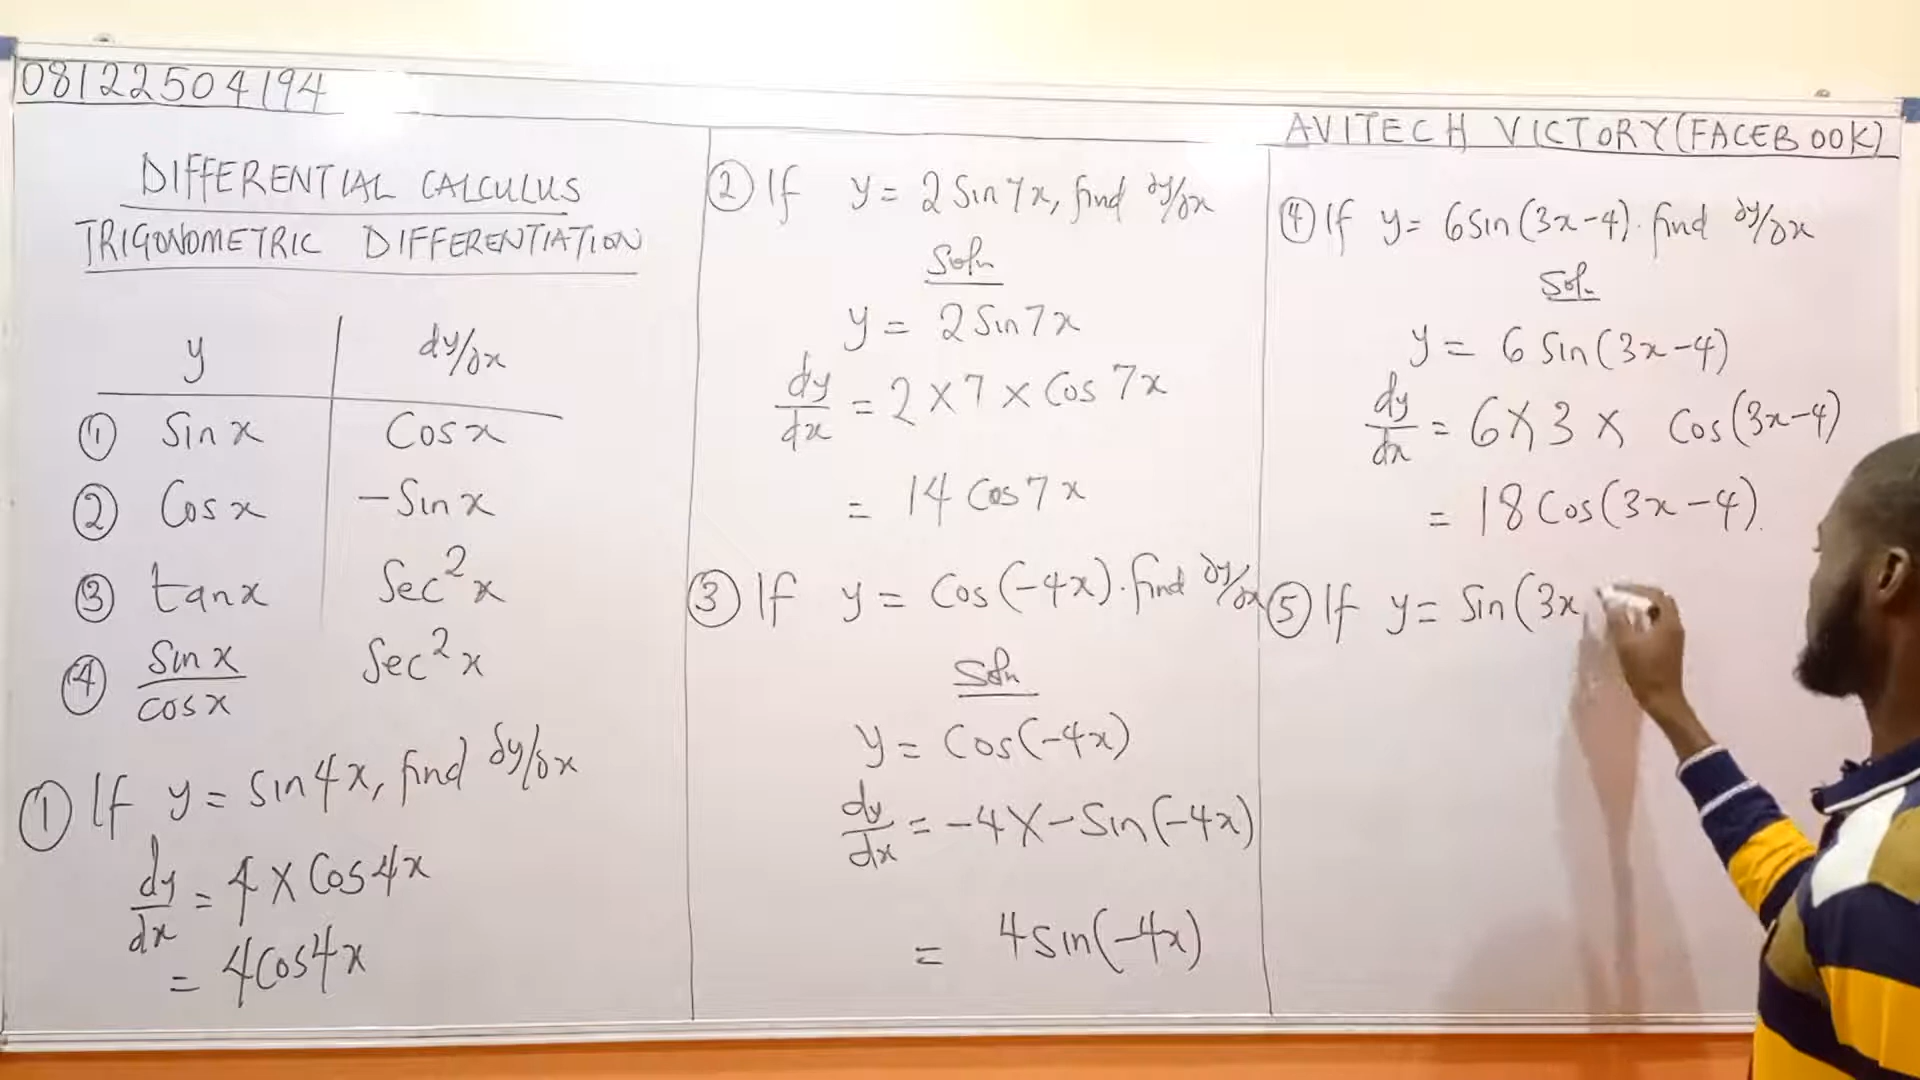 08122504194
AVITECH VICTORY (FACEBOOK)
DIFFERENTIAL CALCULUS
TRIGONOMETRIC DIFFERENTIATION
y dy/dx
① Sin x Cos x
② Cos x -Sin x
③ tan x Sec²x
④ Sin x/cos x Sec²x
① If y = sin 4x, find dy/dx
dy/dx = 4 X Cos 4x
= 4Cos4x
② If y = 2 Sin 7x, find dy/dx
Soln
y = 2 Sin 7x
dy/dx = 2 X 7 X Cos 7x
= 14 Cos 7x
③ If y = Cos(-4x). find dy/dx
Soln
y = Cos(-4x)
dy/dx = -4 X -Sin(-4x)
= 4 Sin(-4x)
④ If y = 6 Sin(3x-4). find dy/dx
Soln
y = 6 Sin(3x-4)
dy/dx = 6 X 3 X Cos(3x-4)
= 18 Cos(3x-4).
⑤ If y = Sin(3x